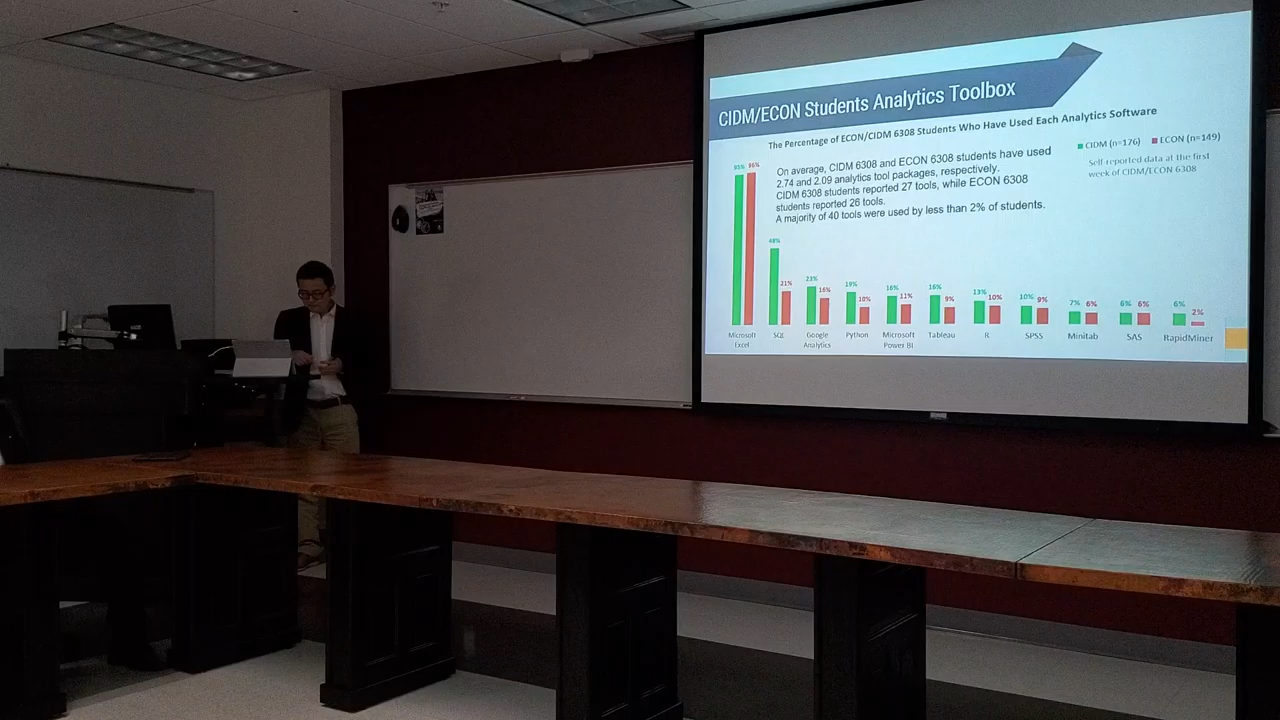 CIDM/ECON Students Analytics Toolbox
The Percentage of ECON/CIDM 6308 Students Who Have Used Each Analytics Software
CIDM (n=176) ECON (n=149)
Self-reported data at the first
week of CIDM/ECON 6308
On average, CIDM 6308 and ECON 6308 students have used
2.74 and 2.09 analytics tool packages, respectively.
CIDM 6308 students reported 27 tools, while ECON 6308
students reported 26 tools.
A majority of 40 tools were used by less than 2% of students.
95% 96%
48% 21%
23% 16%
19% 10%
16% 11%
16% 9%
13% 10%
10% 9%
7% 6%
6% 6%
6% 2%
Microsoft
Excel
SQL
Google
Analytics
Python
Microsoft
Power BI
Tableau
R
SPSS
Minitab
SAS
RapidMiner